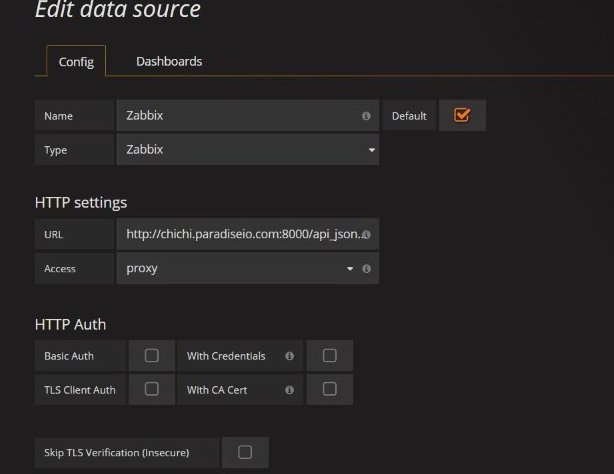 Edit data source
Config Dashboards
Name Zabbix Default
Type Zabbix
HTTP settings
URL http://chichi.paradiseio.com:8000/api_json.
Access proxy
HTTP Auth
Basic Auth With Credentials
TLS Client Auth With CA Cert
Skip TLS Verification (Insecure)